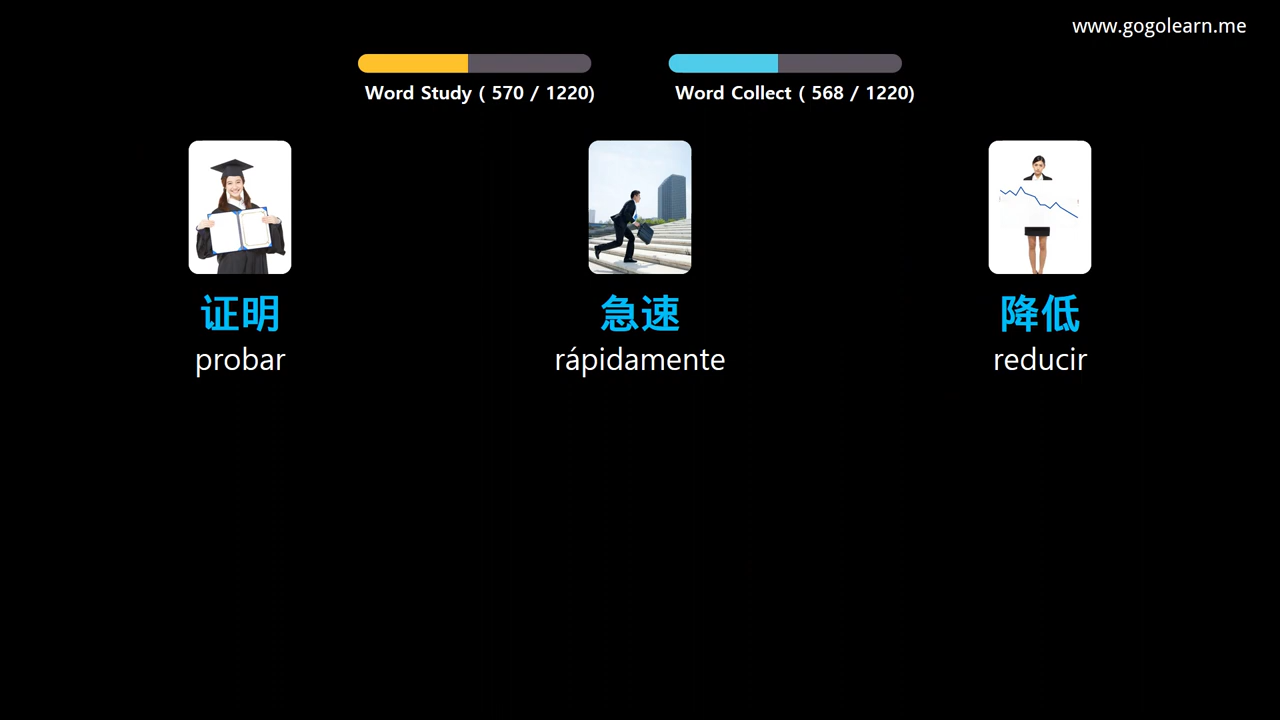 www.gogolearn.me
Word Study ( 570 / 1220)
Word Collect ( 568 / 1220)
证明
急速
降低
probar
rápidamente
reducir